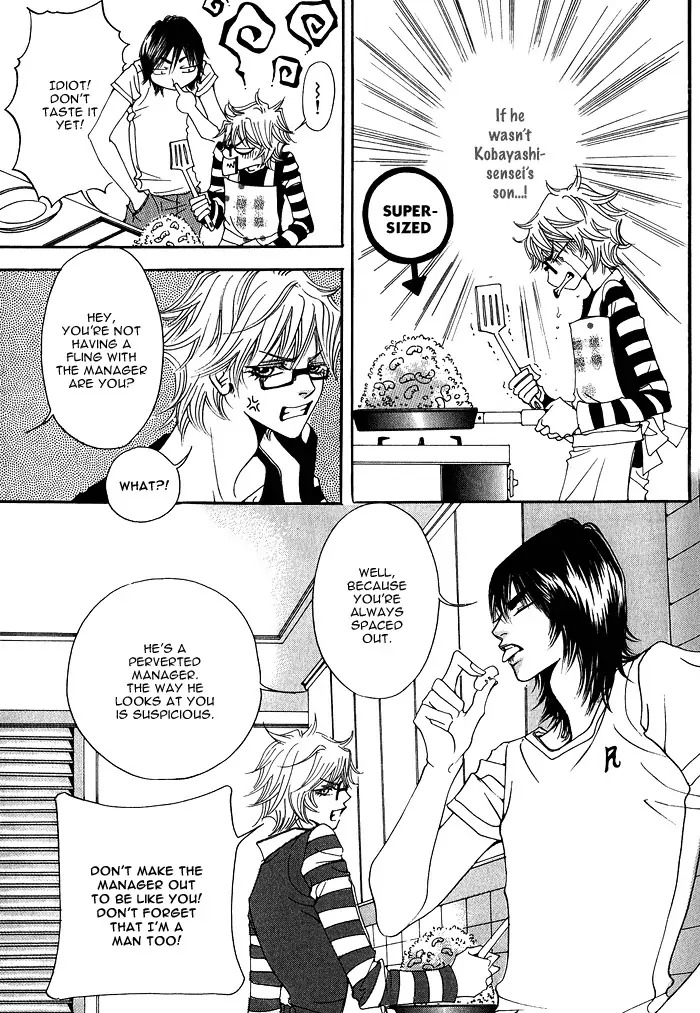 If he
wasn't
Kobayashi-
sensei's
son...!
SUPER-
SIZED
~!
IDIOT!
DON'T
TASTE IT
YET!
HEY,
YOU'RE NOT
HAVING A
FLING WITH
THE MANAGER
ARE YOU?
WHAT?!
WELL,
BECAUSE
YOU'RE
ALWAYS
SPACED
OUT.
HE'S A
PERVERTED
MANAGER.
THE WAY HE
LOOKS AT YOU
IS SUSPICIOUS.
R
DON'T MAKE THE
MANAGER OUT
TO BE LIKE YOU!
DON'T FORGET
THAT I'M A
MAN TOO!